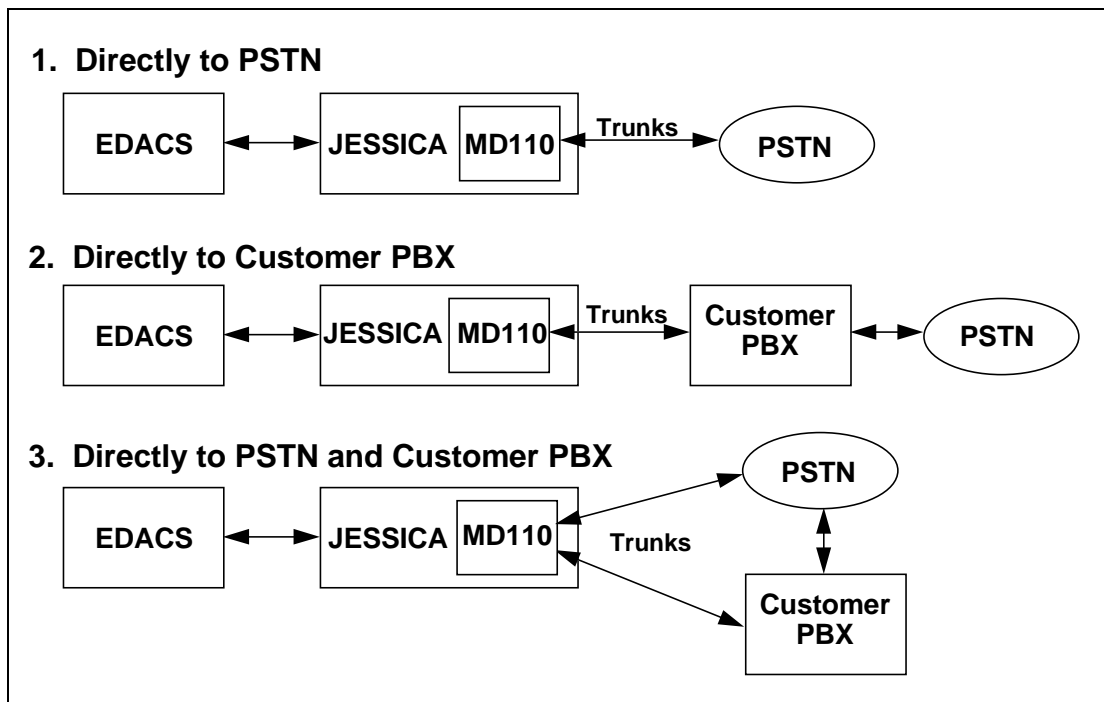 1. Directly to PSTN
EDACS
JESSICA
MD110
Trunks
PSTN
2. Directly to Customer PBX
EDACS
JESSICA
MD110
Trunks
Customer
PBX
PSTN
3. Directly to PSTN and Customer PBX
EDACS
JESSICA
MD110
Trunks
PSTN
Customer
PBX